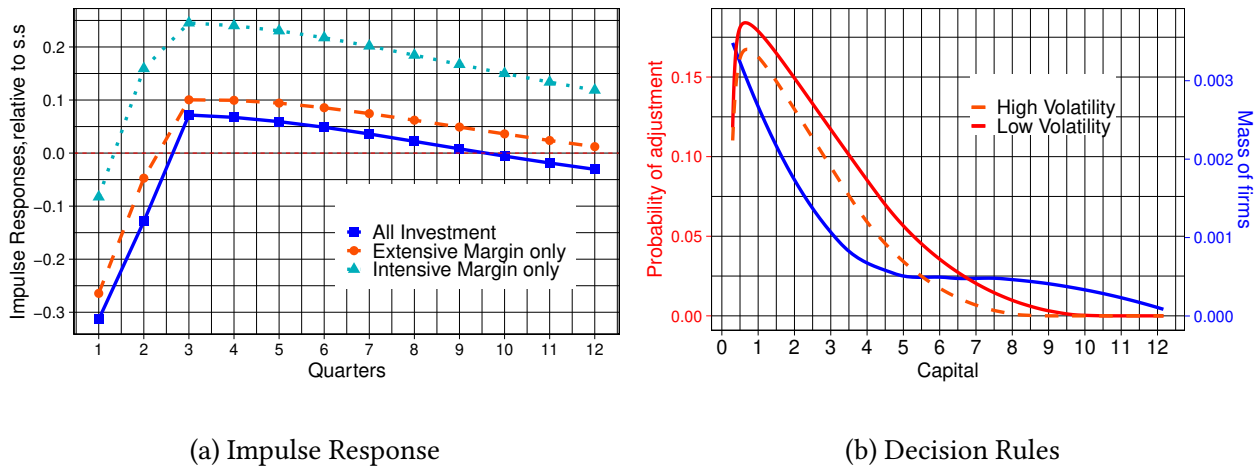 Impulse Responses,relative to s.s
0.2
0.1
0.0
−0.1
−0.2
−0.3
All Investment
Extensive Margin only
Intensive Margin only
1 2 3 4 5 6 7 8 9 10 11 12
Quarters
(a) Impulse Response
Probability of adjustment
0.15
0.10
0.05
0.00
High Volatility
Low Volatility
0.003
0.002
0.001
0.000
Mass of firms
0 1 2 3 4 5 6 7 8 9 10 11 12
Capital
(b) Decision Rules